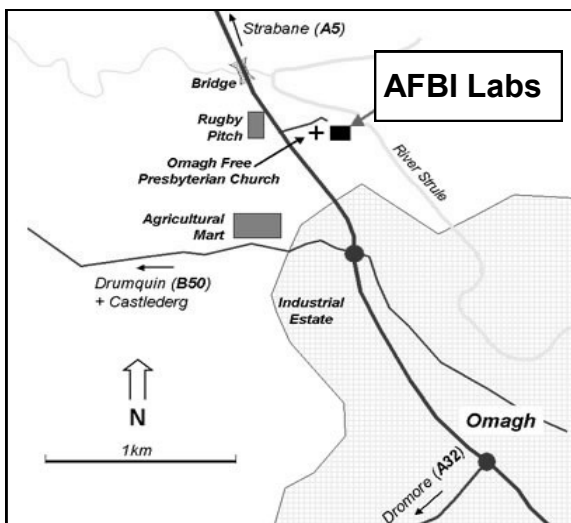 Strabane (A5)
Bridge
AFBI Labs
Rugby
Pitch
Omagh Free
Presbyterian Church
River Strule
Agricultural
Mart
Drumquin (B50)
+ Castlederg
Industrial
Estate
N
1km
Omagh
Dromore (A32)